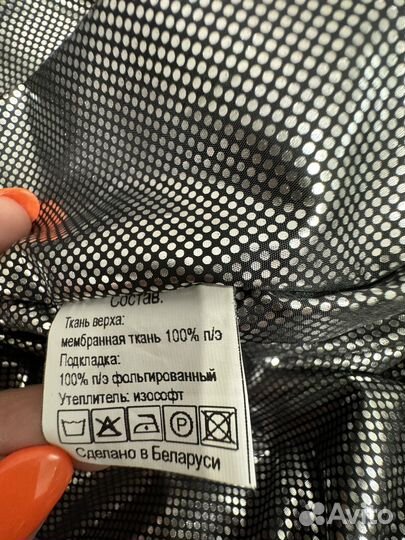 Состав:
Ткань верха:
мембранная ткань 100% п/э
Подкладка:
100% п/э фольгированный
Утеплитель: изософт
P
Сделано в Беларуси
Avito